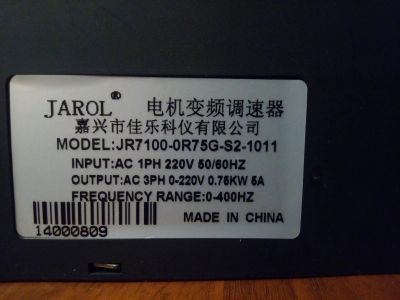 JAROL® 电机变频调速器
嘉兴市佳乐科仪有限公司
MODEL:JR7100-0R75G-S2-1011
INPUT:AC 1PH 220V 50/60HZ
OUTPUT:AC 3PH 0-220V 0.75KW 5A
FREQUENCY RANGE:0-400HZ
MADE IN CHINA
14000809